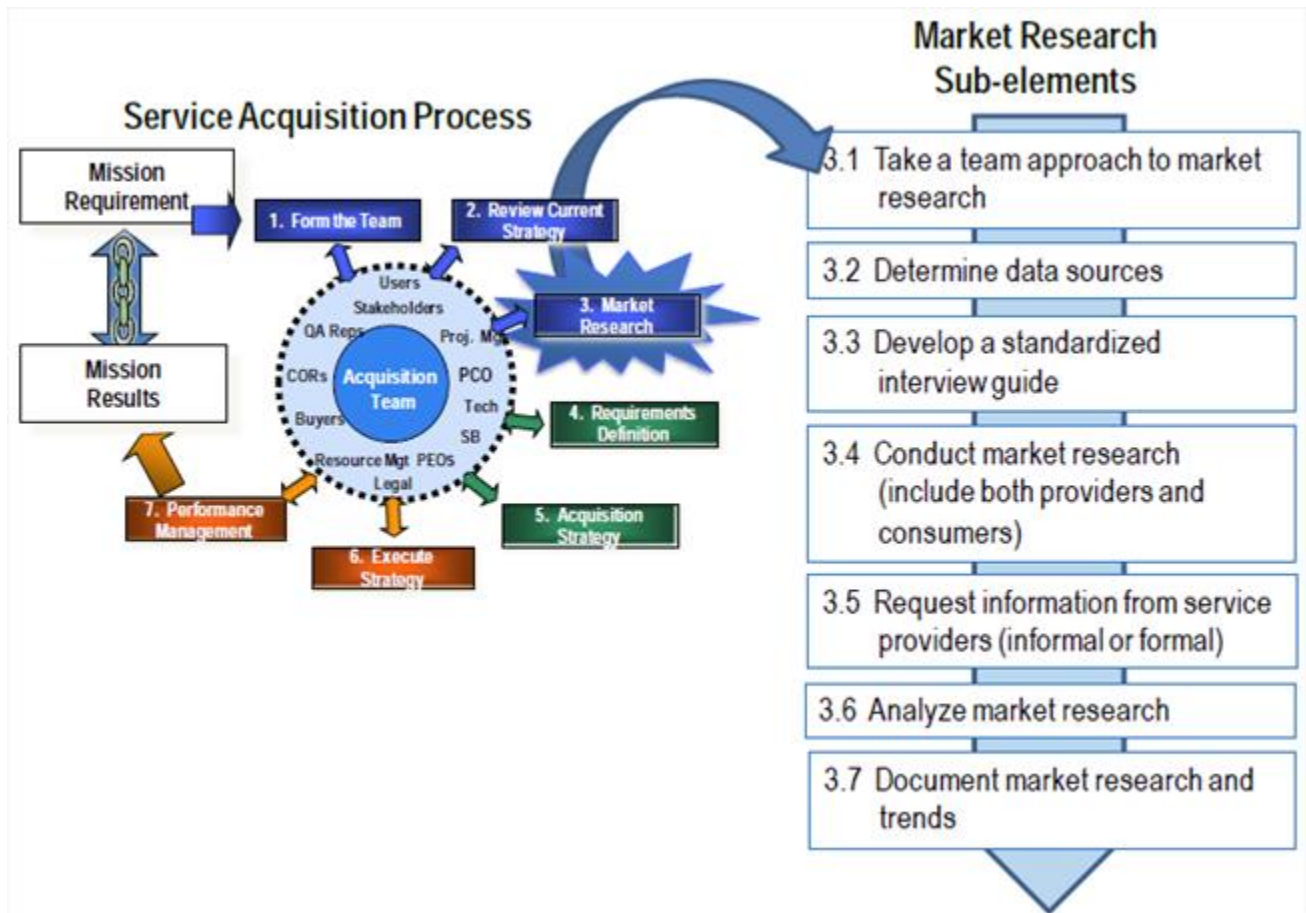 Service Acquisition Process
Mission
Requirement
Mission
Results
1. Form the Team
2. Review Current
Strategy
3. Market
Research
4. Requirements
Definition
5. Acquisition
Strategy
6. Execute
Strategy
7. Performance
Management
Users
Stakeholders
QA Reps
Proj. Mg
CORs
Acquisition
Team
PCO
Tech
Buyers
SB
Resource Mgt PEOs
Legal
Market Research
Sub-elements
3.1 Take a team approach to market
research
3.2 Determine data sources
3.3 Develop a standardized
interview guide
3.4 Conduct market research
(include both providers and
consumers)
3.5 Request information from service
providers (informal or formal)
3.6 Analyze market research
3.7 Document market research and
trends